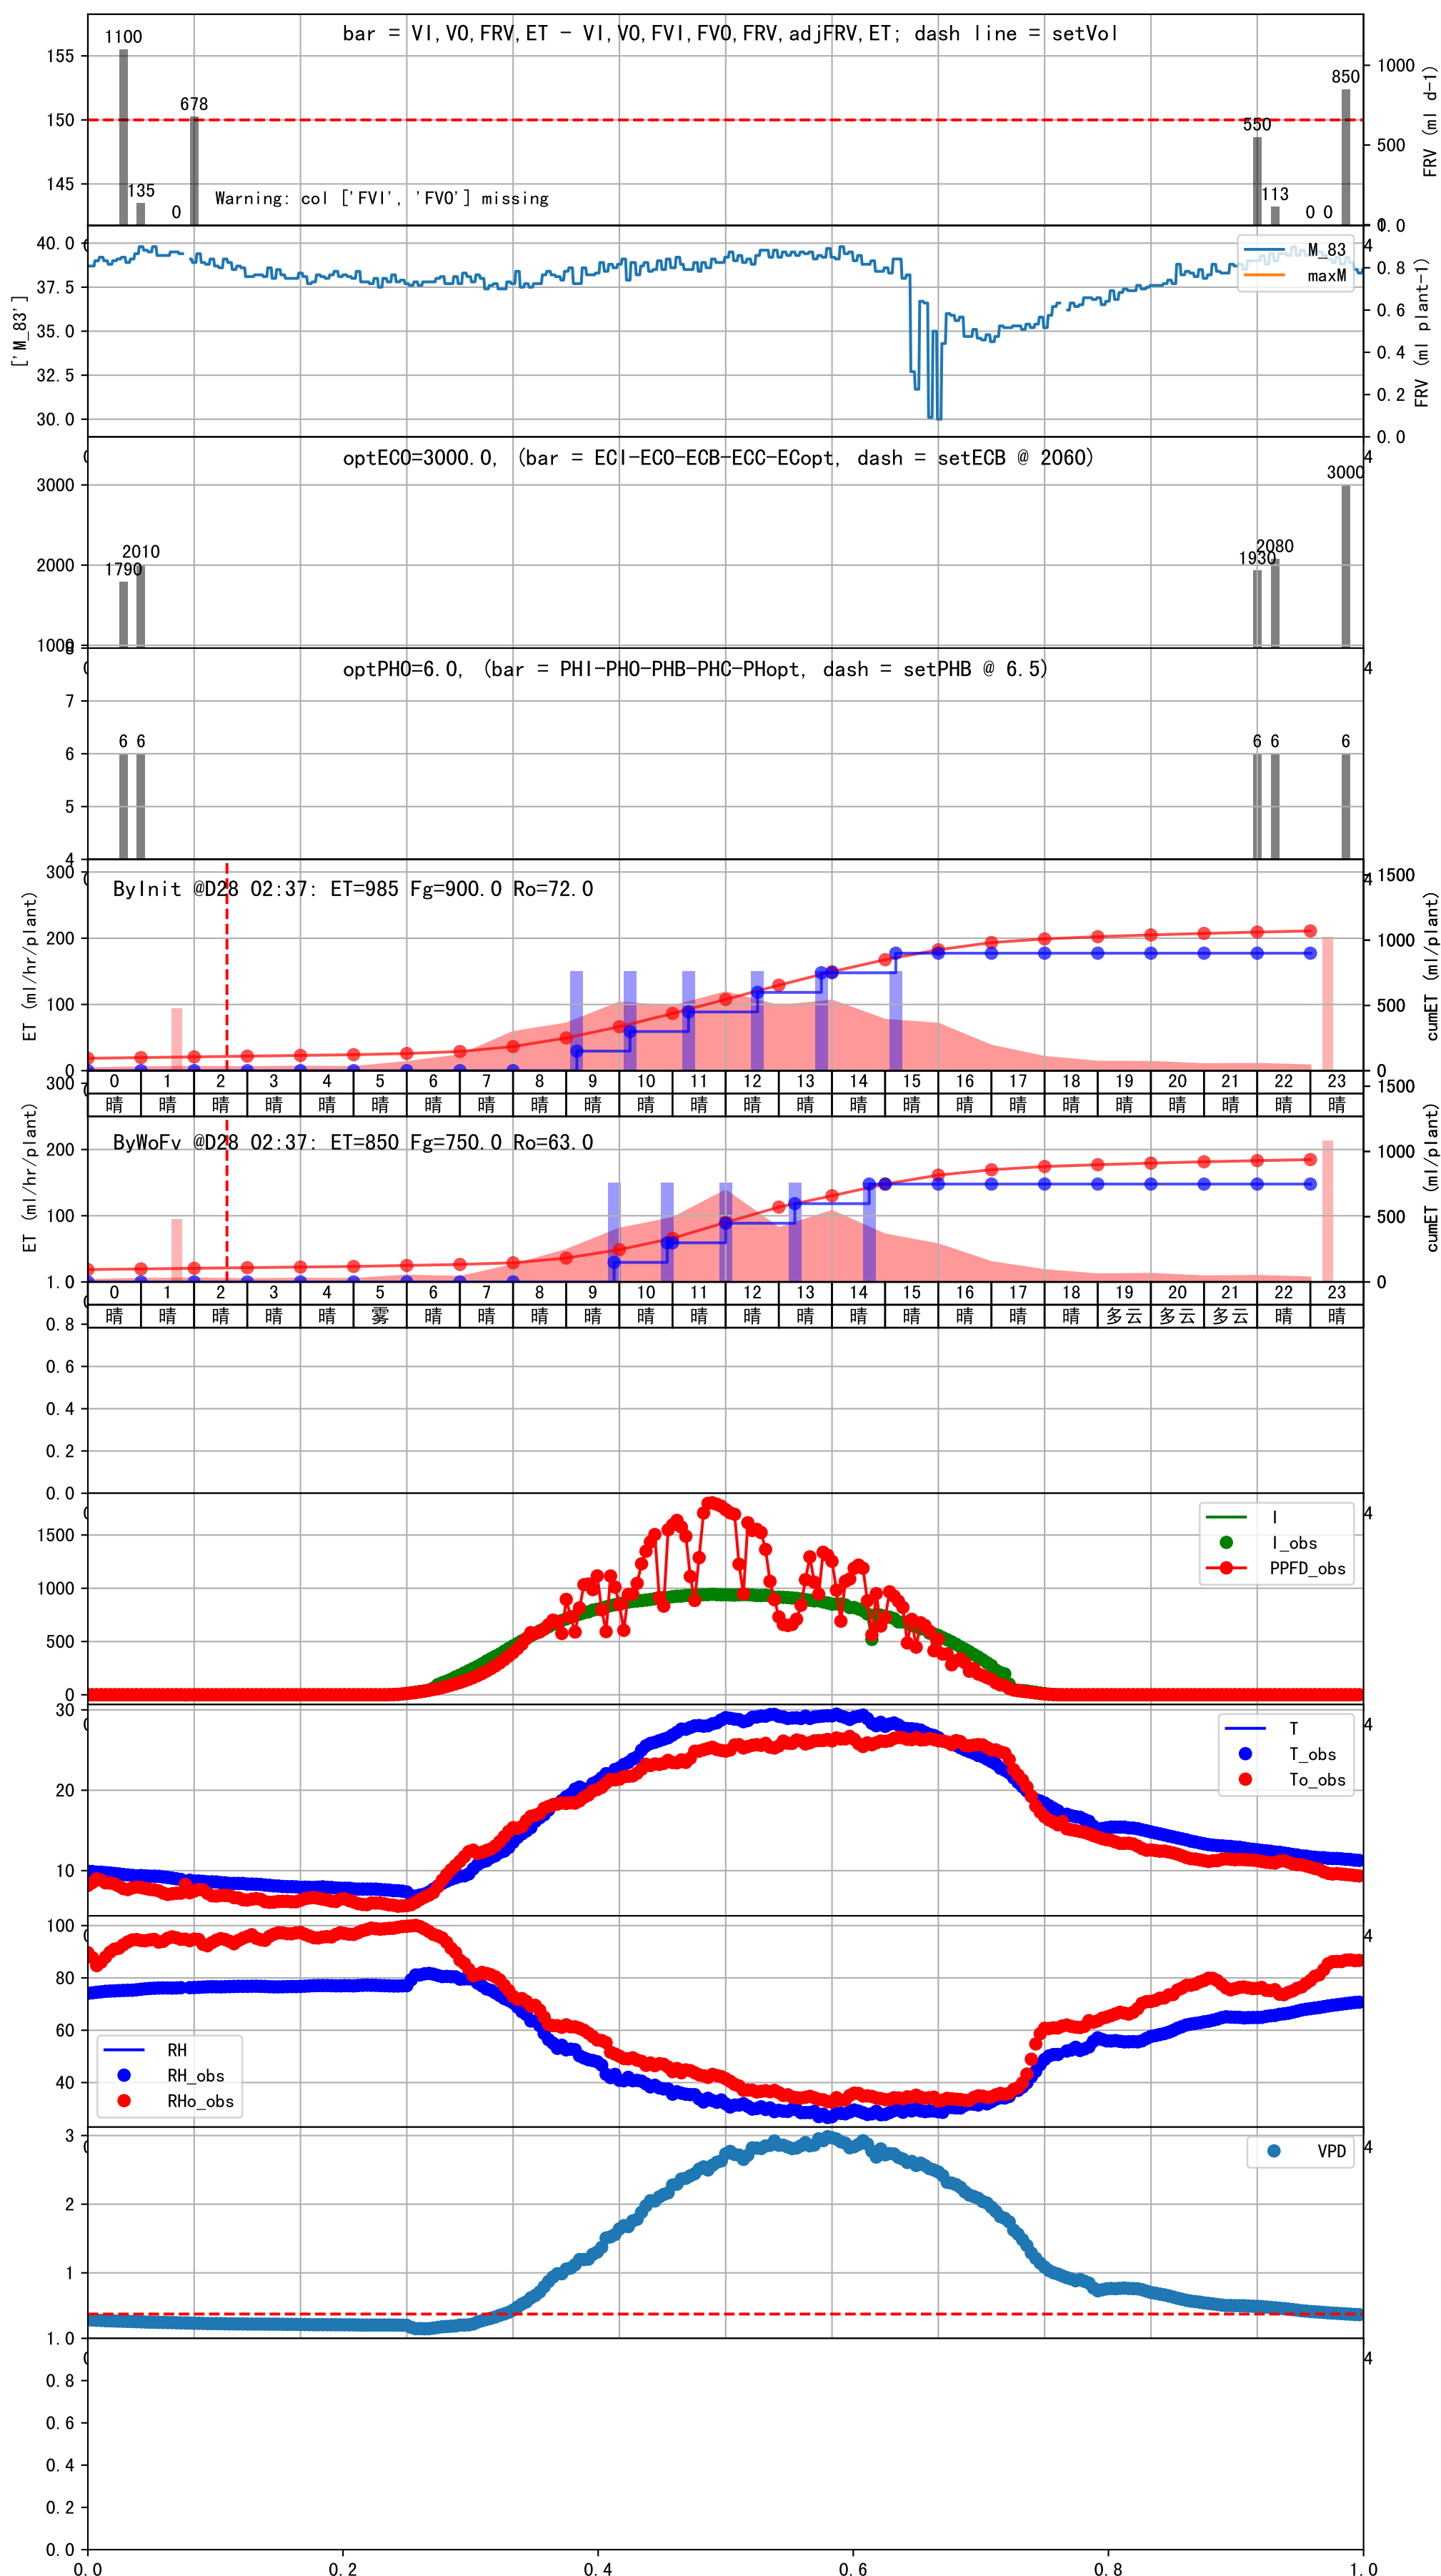 bar = VI,VO,FRV,ET - VI,VO,FVI,FVO,FRV,adjFRV,ET; dash line = setVol
1100
135
0
678
550
113
0 0
850
Warning: col ['FVI', 'FVO'] missing
155
150
145
1000
500
0.0
FRV (ml d-1)
['M_83']
40.0
37.5
35.0
32.5
30.0
M_83
maxM
0.8
0.6
0.4
0.2
0.0
FRV (ml plant-1)
optECO=3000.0, (bar = ECI-ECO-ECB-ECC-ECopt, dash = setECB @ 2060)
3000
2000
1000
1790
2010
1930
2080
3000
optPHO=6.0, (bar = PHI-PHO-PHB-PHC-PHopt, dash = setPHB @ 6.5)
8
7
6
5
4
6 6
6 6
6
ByInit @D28 02:37: ET=985 Fg=900.0 Ro=72.0
ET (ml/hr/plant)
300
200
100
0
1500
1000
500
0
cumET (ml/plant)
0 1 2 3 4 5 6 7 8 9 10 11 12 13 14 15 16 17 18 19 20 21 22 23
晴 晴 晴 晴 晴 晴 晴 晴 晴 晴 晴 晴 晴 晴 晴 晴 晴 晴 晴 晴 晴 晴 晴 晴
ByWoFv @D28 02:37: ET=850 Fg=750.0 Ro=63.0
ET (ml/hr/plant)
300
200
100
1500
1000
500
0
cumET (ml/plant)
0 1 2 3 4 5 6 7 8 9 10 11 12 13 14 15 16 17 18 19 20 21 22 23
晴 晴 晴 晴 晴 雾 晴 晴 晴 晴 晴 晴 晴 晴 晴 晴 晴 晴 晴 多云 多云 多云 晴 晴
1.0
0.8
0.6
0.4
0.2
0.0
1500
1000
500
0
I
I_obs
PPFD_obs
30
20
10
T
T_obs
To_obs
100
80
60
40
RH
RH_obs
RHo_obs
3
2
1
VPD
1.0
0.8
0.6
0.4
0.2
0.0
0.0 0.2 0.4 0.6 0.8 1.0